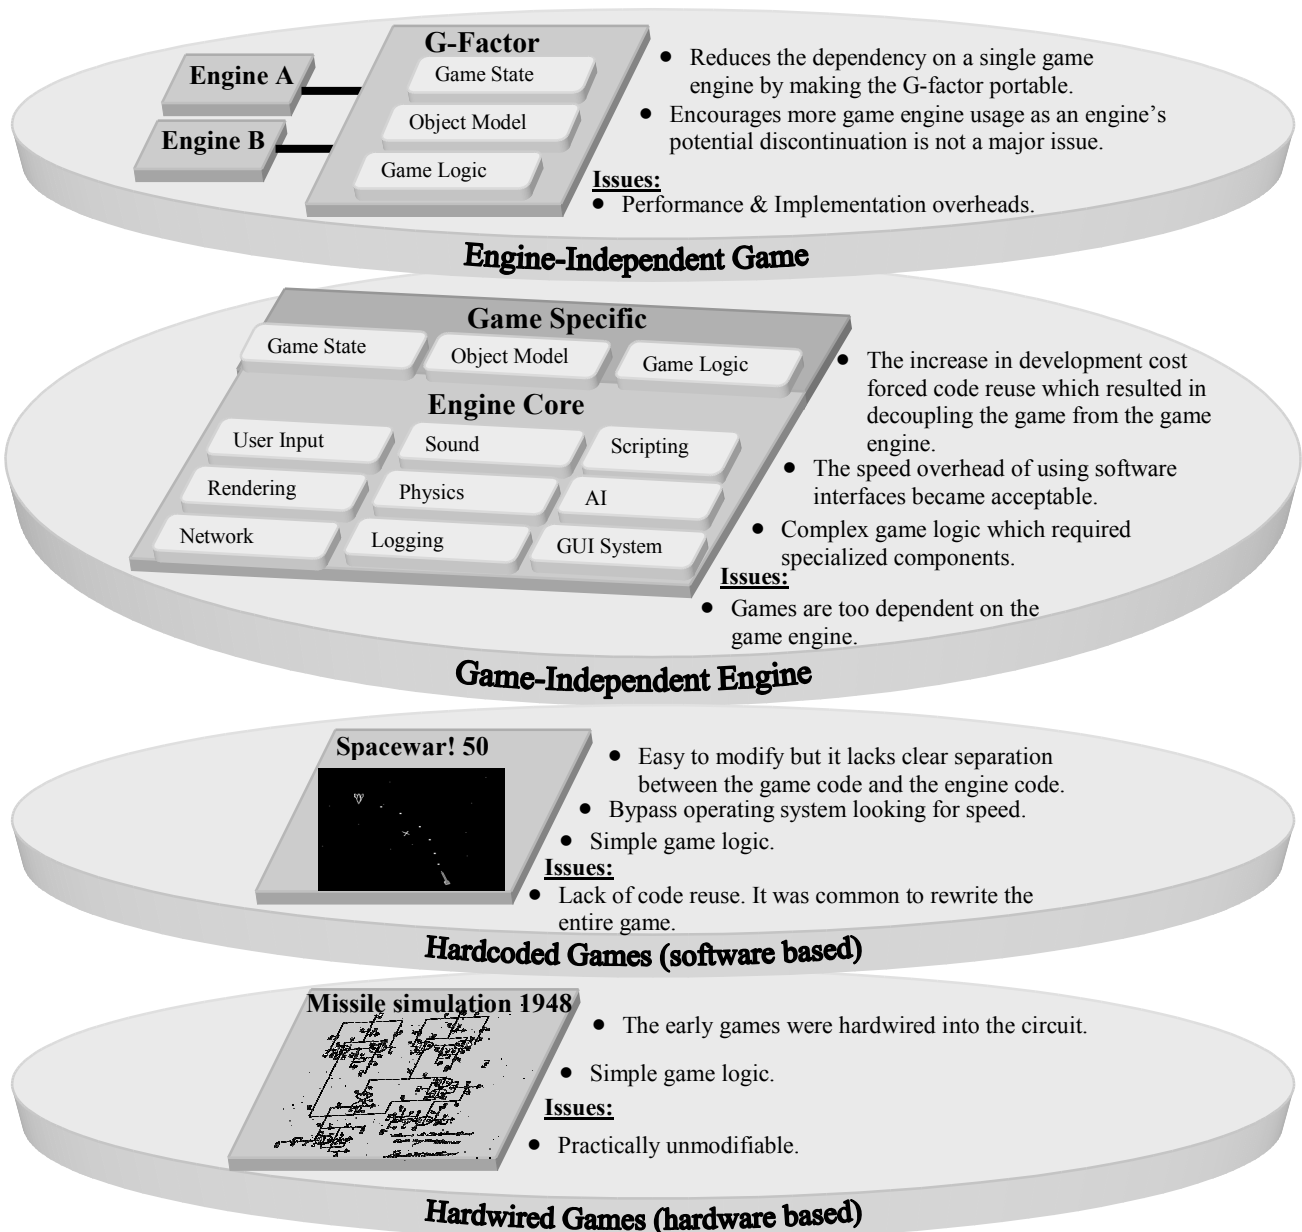 G-Factor
Engine A
Engine B
Game State
Object Model
Game Logic
• Reduces the dependency on a single game
engine by making the G-factor portable.
• Encourages more game engine usage as an engine's
potential discontinuation is not a major issue.
Issues:
• Performance & Implementation overheads.
Engine-Independent Game
Game Specific
Game State
Object Model
Game Logic
Engine Core
User Input
Sound
Scripting
Rendering
Physics
AI
Network
Logging
GUI System
• The increase in development cost
forced code reuse which resulted in
decoupling the game from the game
engine.
• The speed overhead of using software
interfaces became acceptable.
• Complex game logic which required
specialized components.
Issues:
• Games are too dependent on the
game engine.
Game-Independent Engine
Spacewar! 50
• Easy to modify but it lacks clear separation
between the game code and the engine code.
• Bypass operating system looking for speed.
• Simple game logic.
Issues:
• Lack of code reuse. It was common to rewrite the
entire game.
Hardcoded Games (software based)
Missile simulation 1948
• The early games were hardwired into the circuit.
• Simple game logic.
Issues:
• Practically unmodifiable.
Hardwired Games (hardware based)